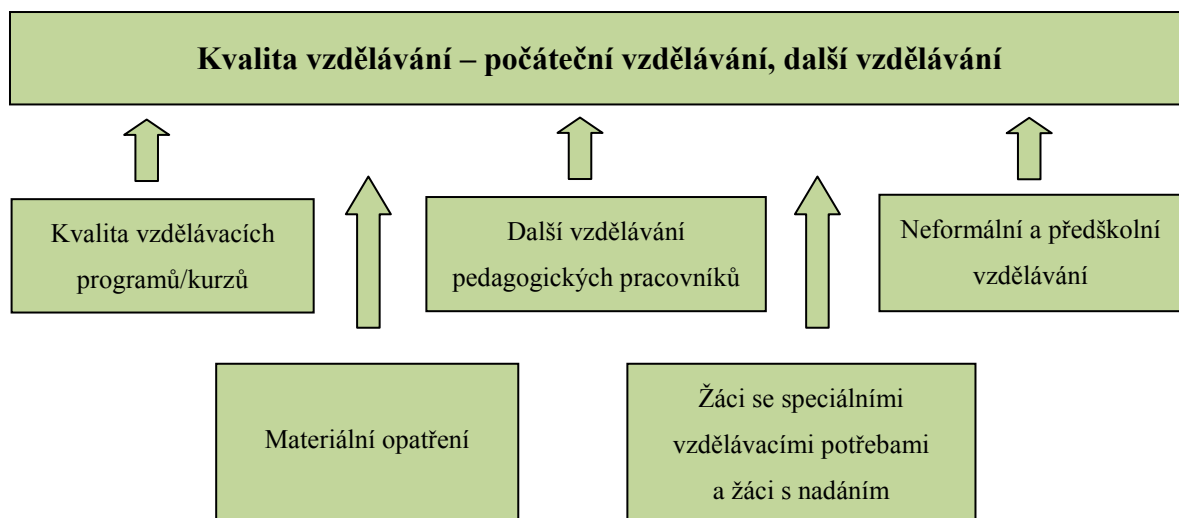 Kvalita vzdělávání – počáteční vzdělávání, další vzdělávání
Kvalita vzdělávacích
programů/kurzů
Další vzdělávání
pedagogických pracovníků
Neformální a předškolní
vzdělávání
Materiální opatření
Žáci se speciálními
vzdělávacími potřebami
a žáci s nadáním